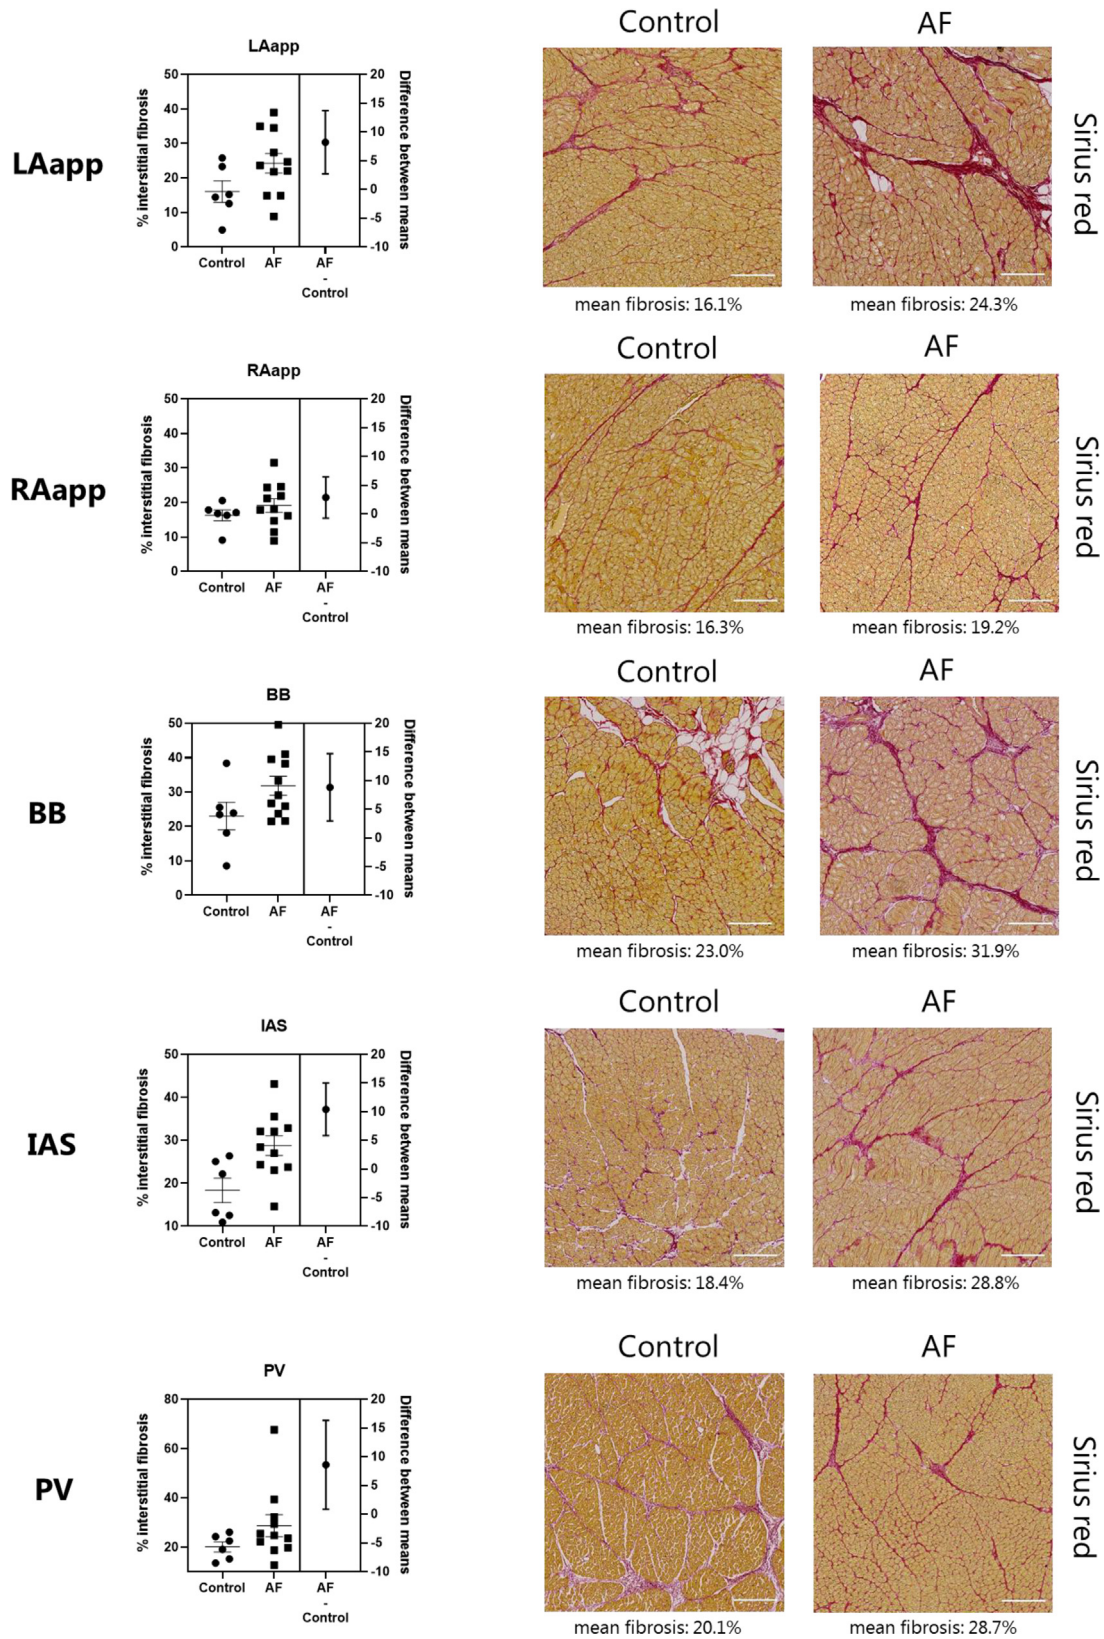 Control
AF
LAapp
LAapp
% interstitial fibrosis
50
40
30
20
10
0
20
15
10
5
0
-5
-10
Difference between means
Control
AF
AF
-
Control
Sirius red
mean fibrosis: 16.1%
mean fibrosis: 24.3%
Control
AF
RAapp
RAapp
% interstitial fibrosis
50
40
30
20
10
0
20
15
10
5
0
-5
-10
Difference between means
Control
AF
AF
-
Control
Sirius red
mean fibrosis: 16.3%
mean fibrosis: 19.2%
Control
AF
BB
BB
% interstitial fibrosis
50
40
30
20
10
0
20
15
10
5
0
-5
-10
Difference between means
Control
AF
AF
-
Control
Sirius red
mean fibrosis: 23.0%
mean fibrosis: 31.9%
Control
AF
IAS
IAS
% interstitial fibrosis
50
40
30
20
10
20
15
10
5
0
-5
-10
Difference between means
Control
AF
AF
-
Control
Sirius red
mean fibrosis: 18.4%
mean fibrosis: 28.8%
Control
AF
PV
PV
% interstitial fibrosis
80
60
40
20
20
15
10
5
0
-5
-10
Difference between means
Control
AF
AF
-
Control
Sirius red
mean fibrosis: 20.1%
mean fibrosis: 28.7%